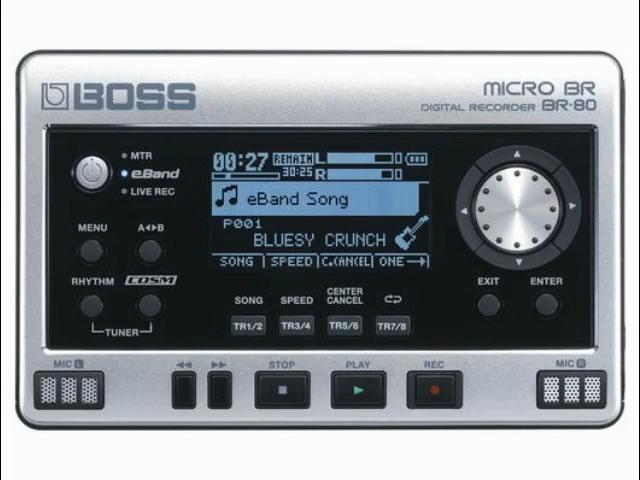 BOSS
MICRO BR
DIGITAL RECORDER BR-80
MTR
eBand
LIVE REC
00:27 REMAIN L
30:25 R
eBand Song
P001
BLUESY CRUNCH
SONG SPEED C.CANCEL ONE
MENU A B
RHYTHM COSM
TUNER
EXIT ENTER
SONG SPEED CENTER CANCEL
TR1/2 TR3/4 TR5/6 TR7/8
MIC L
STOP PLAY REC
MIC R